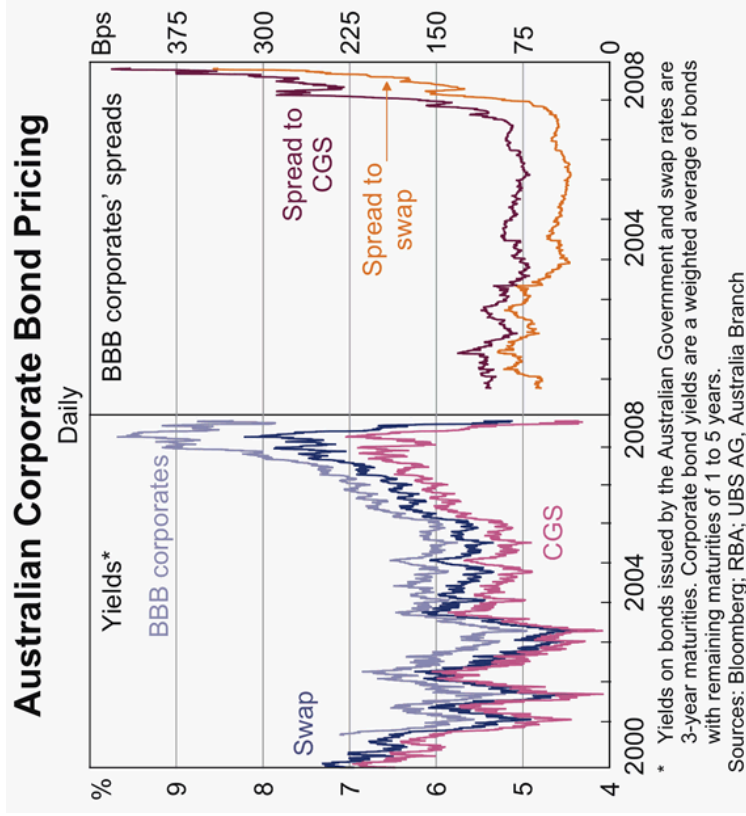 Australian Corporate Bond Pricing
Daily
% Bps
Yields*
BBB corporates' spreads
BBB corporates
Swap
CGS
Spread to
CGS
Spread to
swap
9
8
7
6
5
4
375
300
225
150
75
0
2000 2004 2008 2004 2008
* Yields on bonds issued by the Australian Government and swap rates are
3-year maturities. Corporate bond yields are a weighted average of bonds
with remaining maturities of 1 to 5 years.
Sources: Bloomberg; RBA; UBS AG, Australia Branch